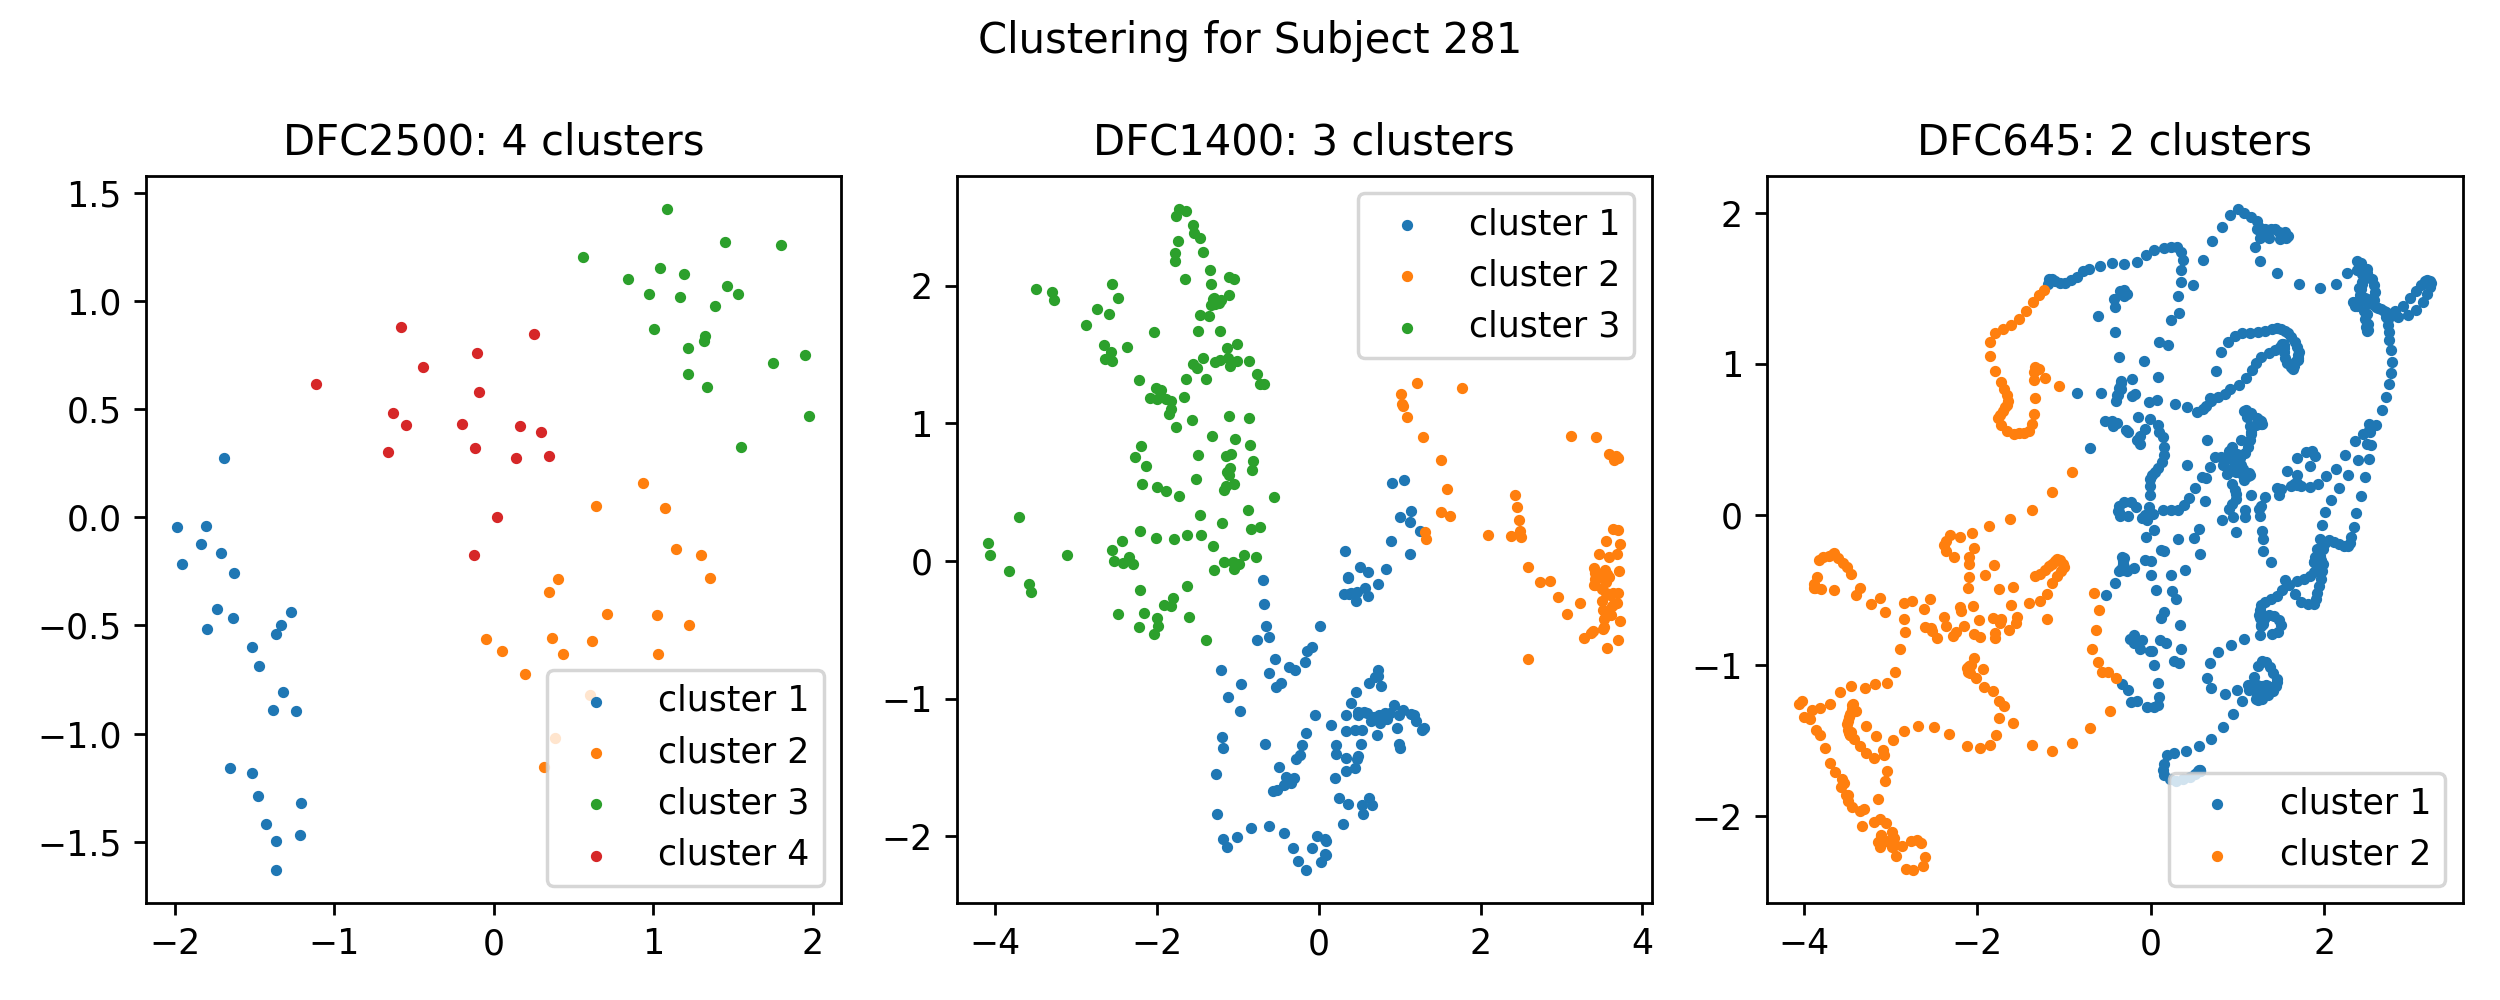 Clustering for Subject 281
DFC2500: 4 clusters
1.5
1.0
0.5
0.0
−0.5
−1.0
−1.5
−2
−1
0
1
2
cluster 1
cluster 2
cluster 3
cluster 4
DFC1400: 3 clusters
2
1
0
−1
−2
−4
−2
0
2
4
cluster 1
cluster 2
cluster 3
DFC645: 2 clusters
2
1
0
−1
−2
−4
−2
0
2
cluster 1
cluster 2